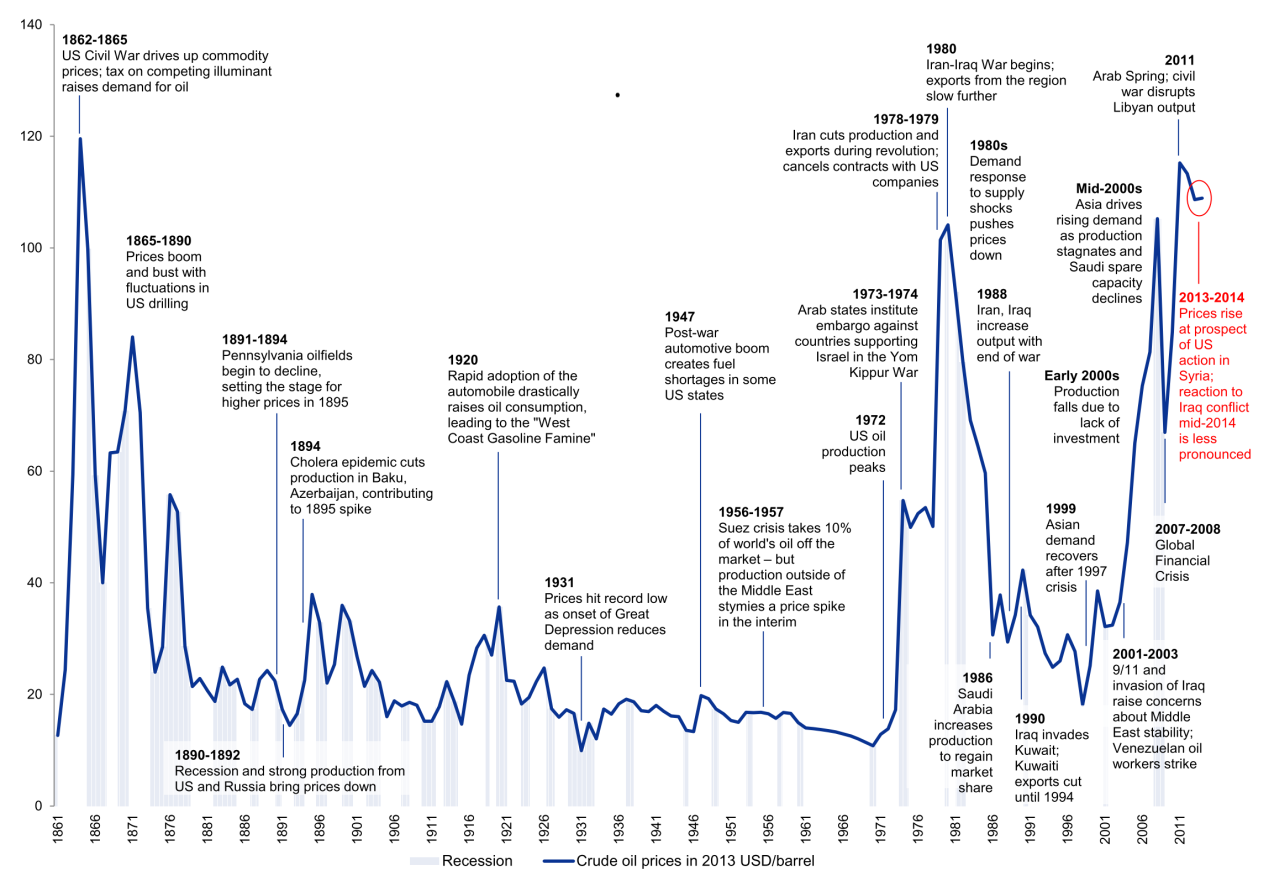 140
120
100
80
60
40
20
0
1862-1865
US Civil War drives up commodity
prices; tax on competing illuminant
raises demand for oil
1865-1890
Prices boom
and bust with
fluctuations in
US drilling
1891-1894
Pennsylvania oilfields
begin to decline,
setting the stage for
higher prices in 1895
1894
Cholera epidemic cuts
production in Baku,
Azerbaijan, contributing
to 1895 spike
1890-1892
Recession and strong production from
US and Russia bring prices down
1920
Rapid adoption of the
automobile drastically
raises oil consumption,
leading to the "West
Coast Gasoline Famine"
1931
Prices hit record low
as onset of Great
Depression reduces
demand
1947
Post-war
automotive boom
creates fuel
shortages in some
US states
1956-1957
Suez crisis takes 10%
of world's oil off the
market – but
production outside of
the Middle East
stymies a price spike
in the interim
1972
US oil
production
peaks
1973-1974
Arab states institute
embargo against
countries supporting
Israel in the Yom
Kippur War
1978-1979
Iran cuts production and
exports during revolution;
cancels contracts with US
companies
1980
Iran-Iraq War begins;
exports from the region
slow further
1980s
Demand
response
to supply
shocks
pushes
prices
down
1986
Saudi
Arabia
increases
production
to regain
market
share
1988
Iran, Iraq
increase
output with
end of war
1990
Iraq invades
Kuwait;
Kuwaiti
exports cut
until 1994
1999
Asian
demand
recovers
after 1997
crisis
Early 2000s
Production
falls due to
lack of
investment
2001-2003
9/11 and
invasion of Iraq
raise concerns
about Middle
East stability;
Venezuelan oil
workers strike
Mid-2000s
Asia drives
rising demand
as production
stagnates and
Saudi spare
capacity
declines
2007-2008
Global
Financial
Crisis
2011
Arab Spring; civil
war disrupts
Libyan output
2013-2014
Prices rise
at prospect
of US
action in
Syria;
reaction to
Iraq conflict
mid-2014
is less
pronounced
1861
1866
1871
1876
1881
1886
1891
1896
1901
1906
1911
1916
1921
1926
1931
1936
1941
1946
1951
1956
1961
1966
1971
1976
1981
1986
1991
1996
2001
2006
2011
Recession
Crude oil prices in 2013 USD/barrel